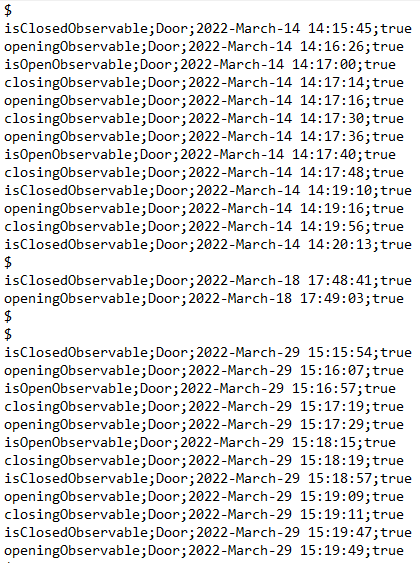 $
isClosedObservable;Door;2022-March-14 14:15:45;true
openingObservable;Door;2022-March-14 14:16:26;true
isOpenObservable;Door;2022-March-14 14:17:00;true
closingObservable;Door;2022-March-14 14:17:14;true
openingObservable;Door;2022-March-14 14:17:16;true
closingObservable;Door;2022-March-14 14:17:30;true
openingObservable;Door;2022-March-14 14:17:36;true
isOpenObservable;Door;2022-March-14 14:17:40;true
closingObservable;Door;2022-March-14 14:17:48;true
isClosedObservable;Door;2022-March-14 14:19:10;true
openingObservable;Door;2022-March-14 14:19:16;true
closingObservable;Door;2022-March-14 14:19:56;true
isClosedObservable;Door;2022-March-14 14:20:13;true
$
isClosedObservable;Door;2022-March-18 17:48:41;true
openingObservable;Door;2022-March-18 17:49:03;true
$
$
isClosedObservable;Door;2022-March-29 15:15:54;true
openingObservable;Door;2022-March-29 15:16:07;true
isOpenObservable;Door;2022-March-29 15:16:57;true
closingObservable;Door;2022-March-29 15:17:19;true
openingObservable;Door;2022-March-29 15:17:29;true
isOpenObservable;Door;2022-March-29 15:18:15;true
closingObservable;Door;2022-March-29 15:18:19;true
isClosedObservable;Door;2022-March-29 15:18:57;true
openingObservable;Door;2022-March-29 15:19:09;true
closingObservable;Door;2022-March-29 15:19:11;true
isClosedObservable;Door;2022-March-29 15:19:47;true
openingObservable;Door;2022-March-29 15:19:49;true